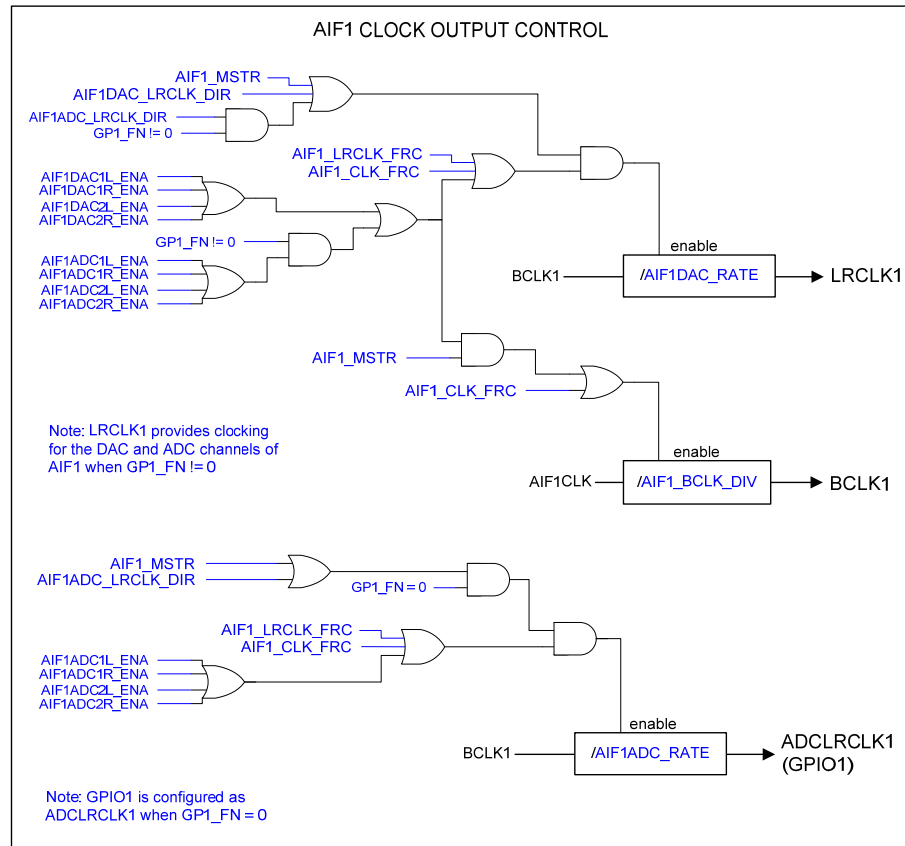 AIF1 CLOCK OUTPUT CONTROL
AIF1_MSTR
AIF1DAC_LRCLK_DIR
AIF1ADC_LRCLK_DIR
GP1_FN != 0
AIF1_LRCLK_FRC
AIF1_CLK_FRC
AIF1DAC1L_ENA
AIF1DAC1R_ENA
AIF1DAC2L_ENA
AIF1DAC2R_ENA
GP1_FN != 0
AIF1ADC1L_ENA
AIF1ADC1R_ENA
AIF1ADC2L_ENA
AIF1ADC2R_ENA
enable
BCLK1
/AIF1DAC_RATE
LRCLK1
AIF1_MSTR
AIF1_CLK_FRC
Note: LRCLK1 provides clocking
for the DAC and ADC channels of
AIF1 when GP1_FN != 0
enable
AIF1CLK
/AIF1_BCLK_DIV
BCLK1
AIF1_MSTR
AIF1ADC_LRCLK_DIR
GP1_FN = 0
AIF1_LRCLK_FRC
AIF1_CLK_FRC
AIF1ADC1L_ENA
AIF1ADC1R_ENA
AIF1ADC2L_ENA
AIF1ADC2R_ENA
enable
BCLK1
/AIF1ADC_RATE
ADCLRCLK1
(GPIO1)
Note: GPIO1 is configured as
ADCLRCLK1 when GP1_FN = 0